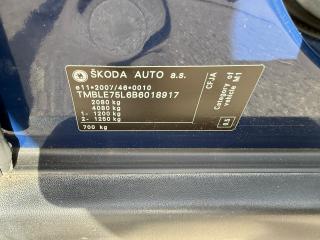 ŠKODA AUTO a.s.
e11*2007/46*0010
TMBLE75L6B6018917
2080 kg
4080 kg
1- 1200 kg
2- 1250 kg
700 kg
CFJA
Category of
vehicle M1